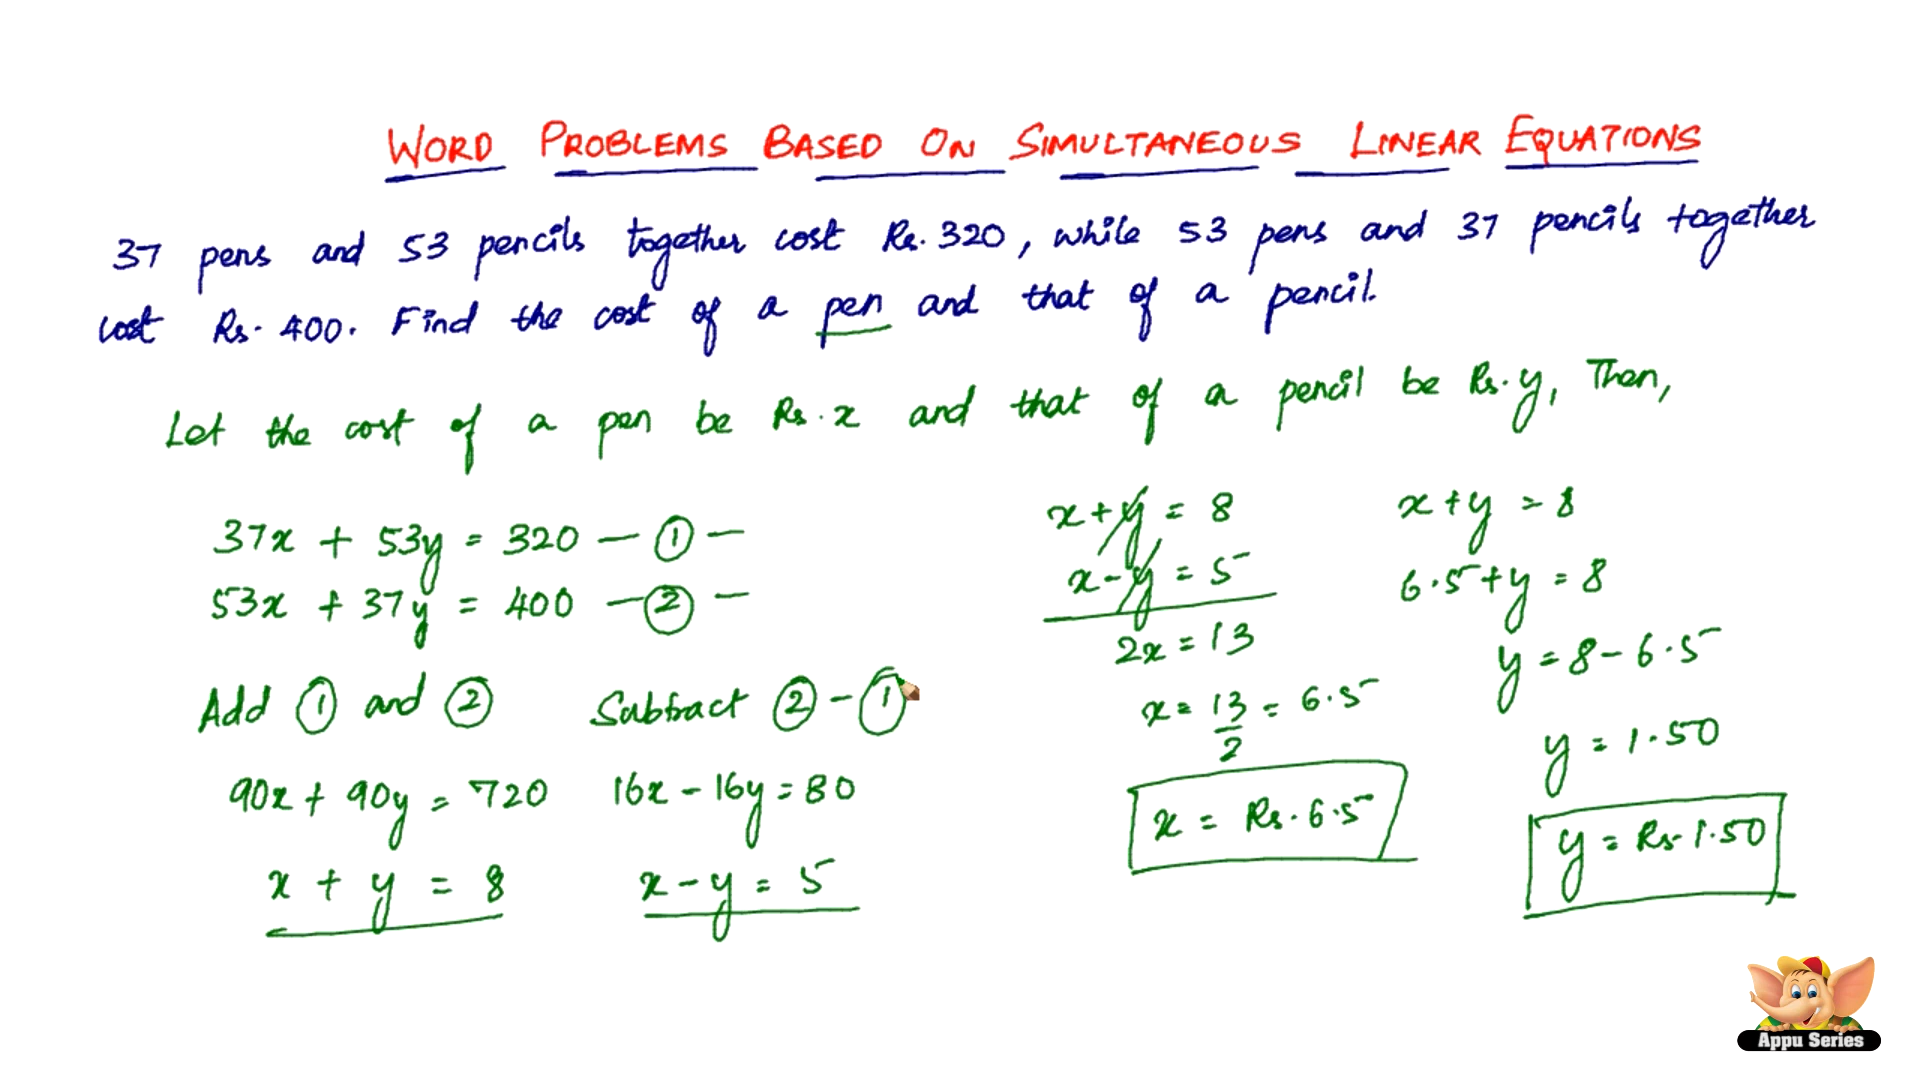 WORD PROBLEMS BASED ON SIMULTANEOUS LINEAR EQUATIONS
37 pens and 53 pencils together cost Rs. 320, while 53 pens and 37 pencils together
cost Rs. 400. Find the cost of a pen and that of a pencil.
Let the cost of a pen be Rs. x and that of a pencil be Rs. y, Then,
37x + 53y = 320 — ① —
53x + 37y = 400 — ② —
Add ① and ②
90x + 90y = 720
x + y = 8
Subtract ② - ①
16x - 16y = 80
x - y = 5
x + y = 8
x - y = 5
2x = 13
x = 13/2 = 6.5
x = Rs. 6.5
x + y = 8
6.5 + y = 8
y = 8 - 6.5
y = 1.50
y = Rs. 1.50
Appu Series